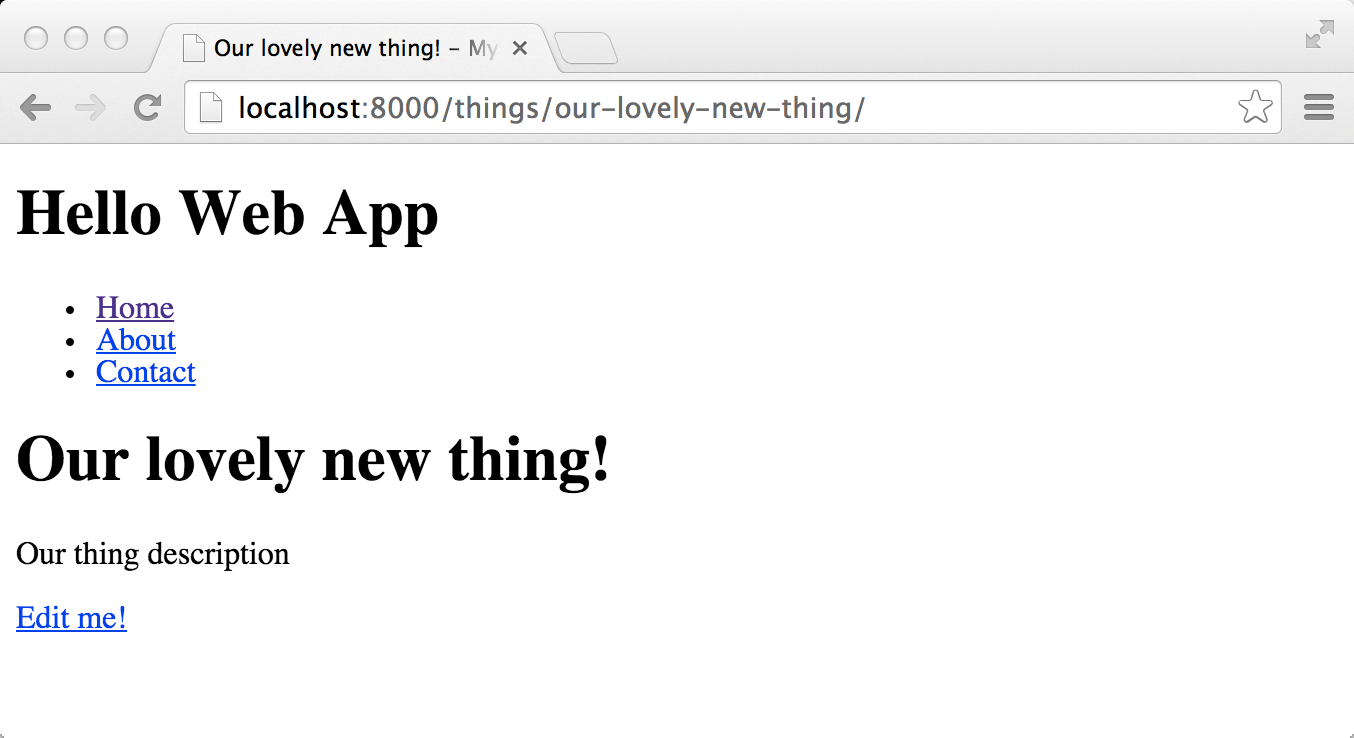 Our lovely new thing! – My
localhost:8000/things/our-lovely-new-thing/
Hello Web App
Home
About
Contact
Our lovely new thing!
Our thing description
Edit me!